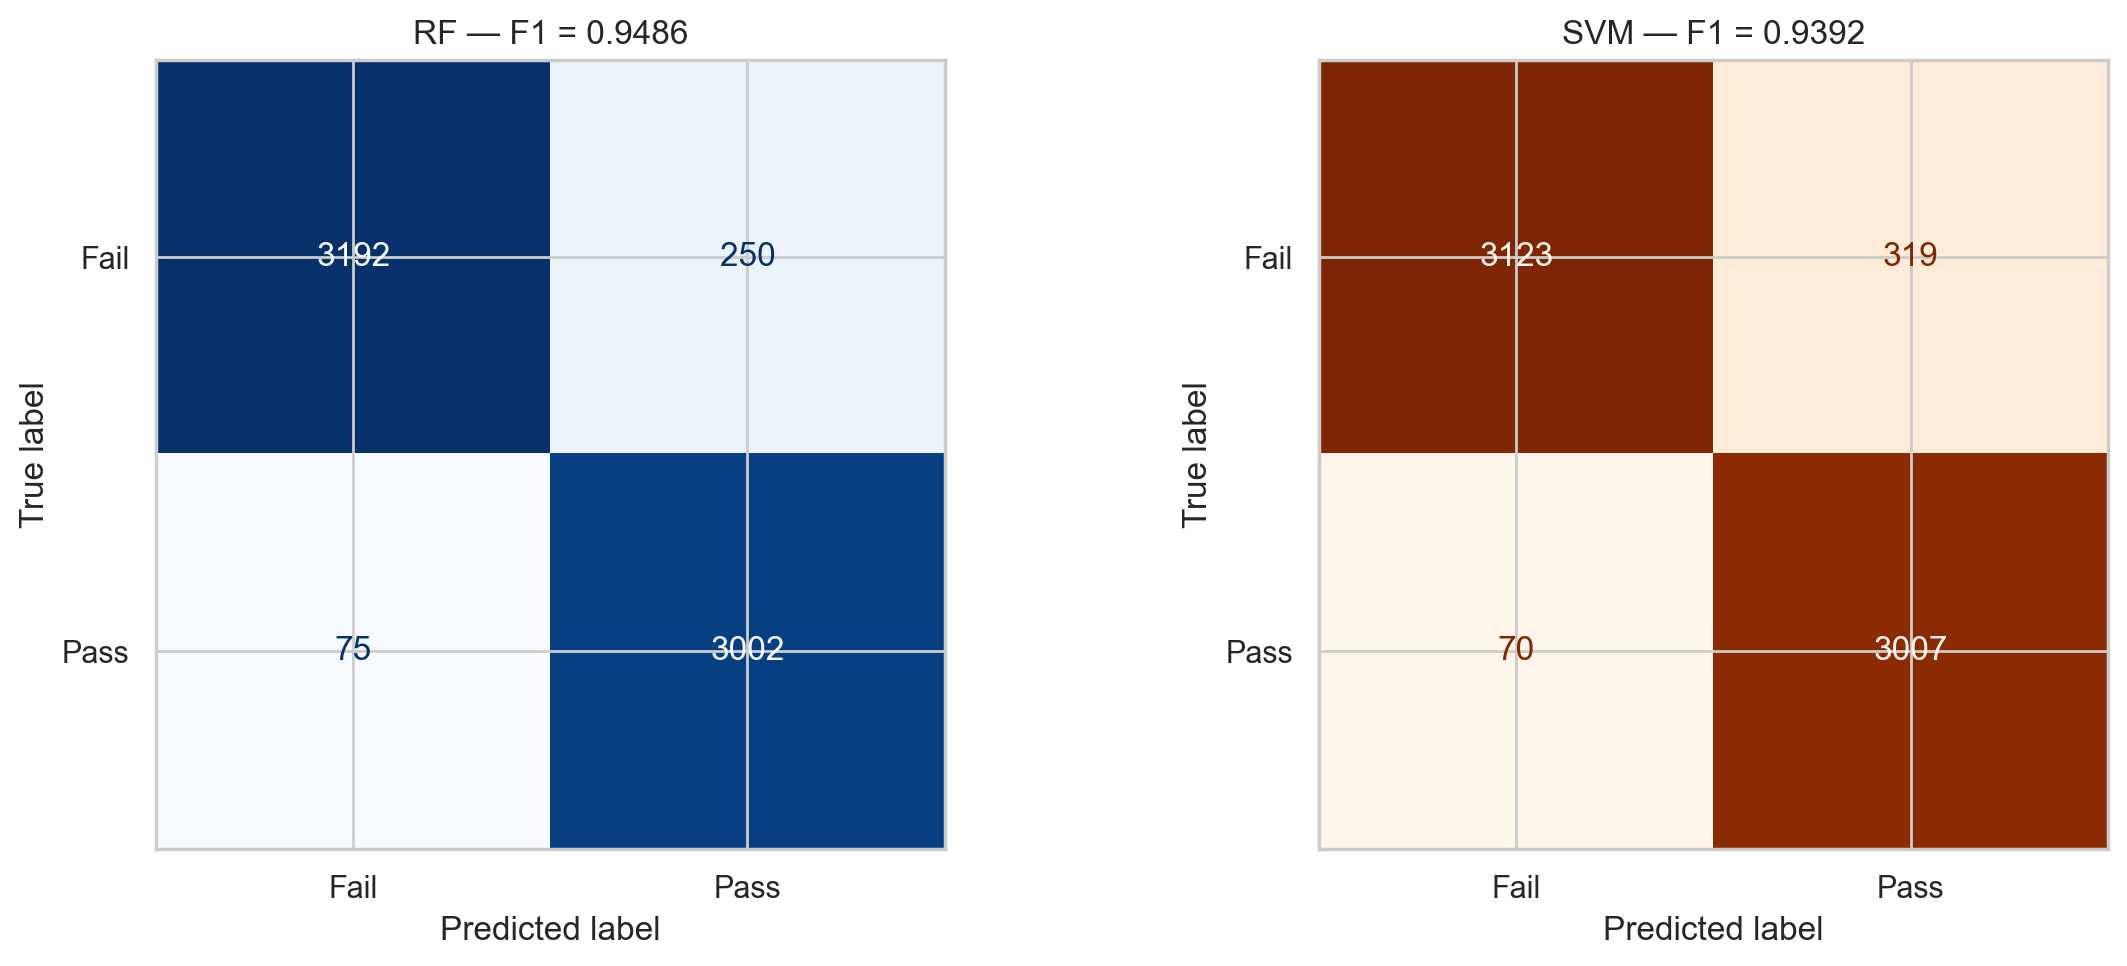 RF — F1 = 0.9486
True label
Fail
3192
250
Pass
75
3002
Fail
Pass
Predicted label
SVM — F1 = 0.9392
True label
Fail
3123
319
Pass
70
3007
Fail
Pass
Predicted label